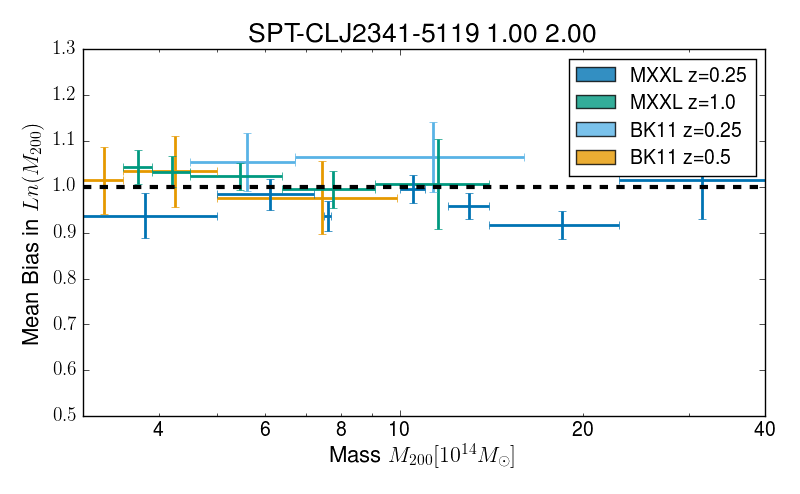 SPT-CLJ2341-5119 1.00 2.00
1.3
1.2
1.1
1.0
0.9
0.8
0.7
0.6
0.5
Mean Bias in Ln(M200)
MXXL z=0.25
MXXL z=1.0
BK11 z=0.25
BK11 z=0.5
4 6 8 10 20 40
Mass M200[10^14 M⊙]